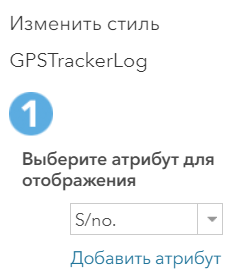 Изменить стиль
GPSTrackerLog
1
Выберите атрибут для
отображения
S/no.
Добавить атрибут